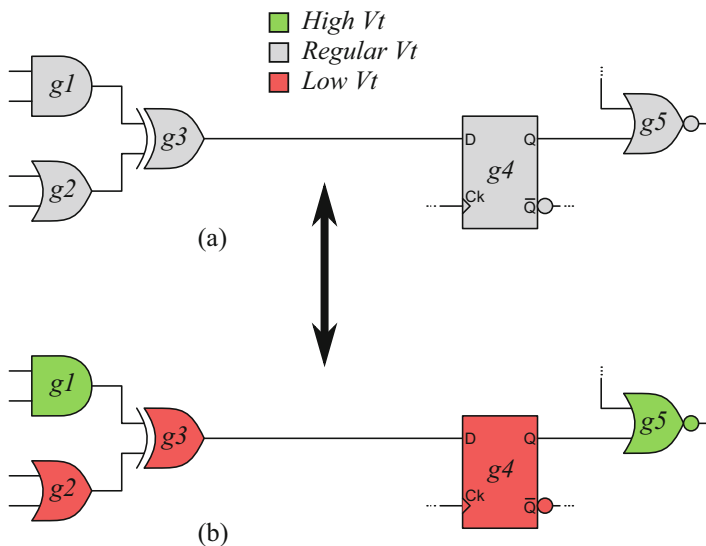 High Vt
Regular Vt
Low Vt
g1
g2
g3
D
Q
g4
Ck
Q̅
g5
(a)
g1
g2
g3
D
Q
g4
Ck
Q̅
g5
(b)